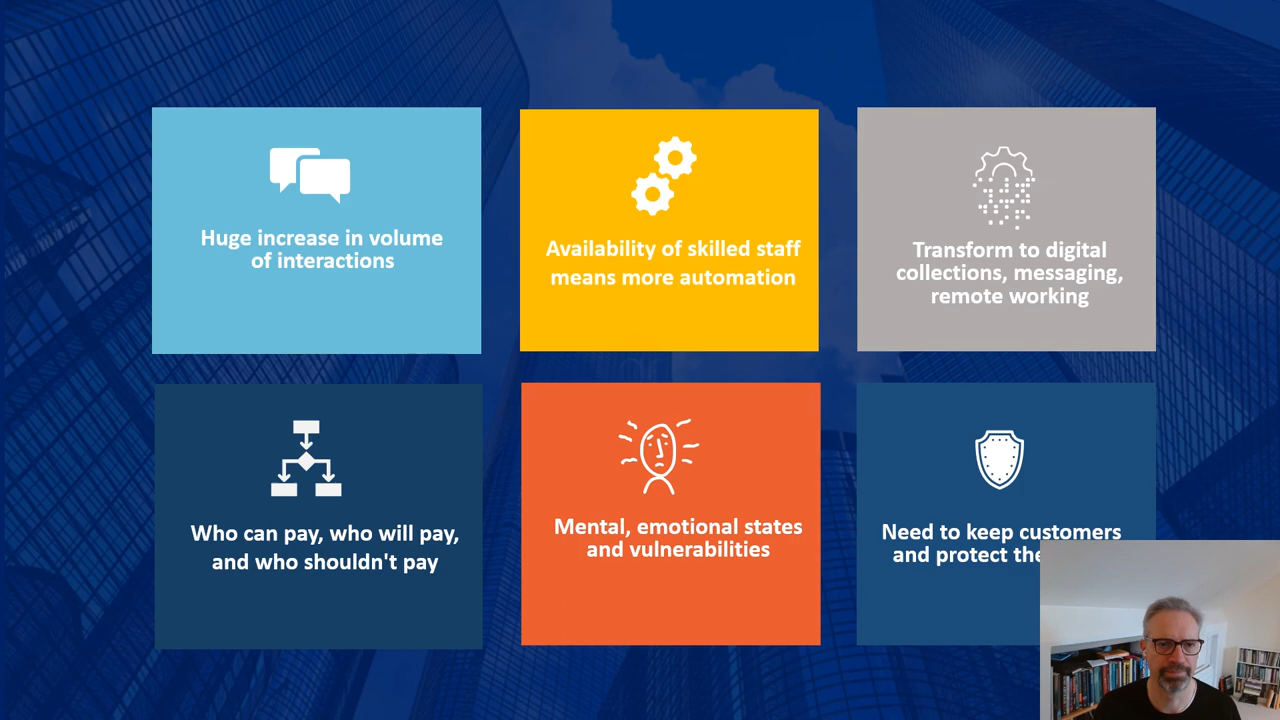 Huge increase in volume
of interactions
Availability of skilled staff
means more automation
Transform to digital
collections, messaging,
remote working
Who can pay, who will pay,
and who shouldn't pay
Mental, emotional states
and vulnerabilities
Need to keep customers
and protect